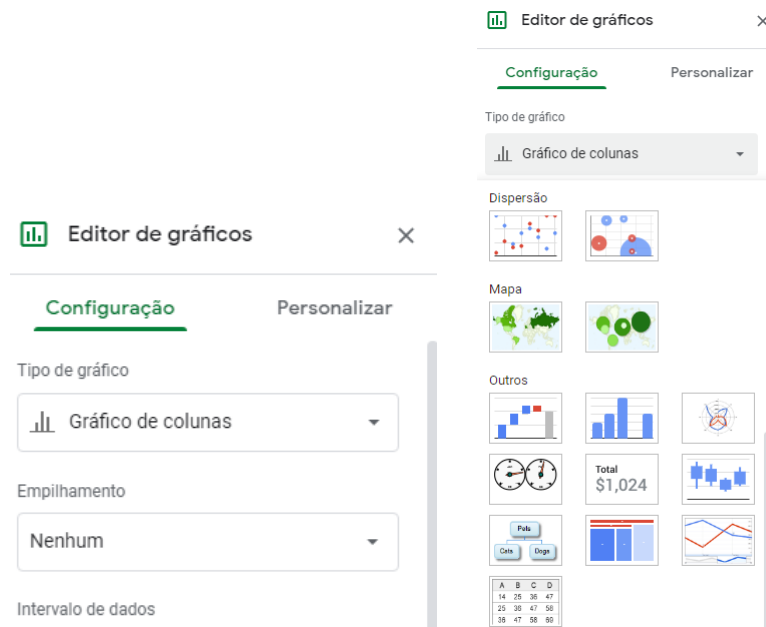 Editor de gráficos
Configuração Personalizar
Tipo de gráfico
Gráfico de colunas
Empilhamento
Nenhum
Intervalo de dados
Editor de gráficos
Configuração Personalizar
Tipo de gráfico
Gráfico de colunas
Dispersão
Mapa
Outros
Total
$1,024
Pets
Cats Dogs
A B C D
14 25 36 47
25 36 47 58
36 47 58 69